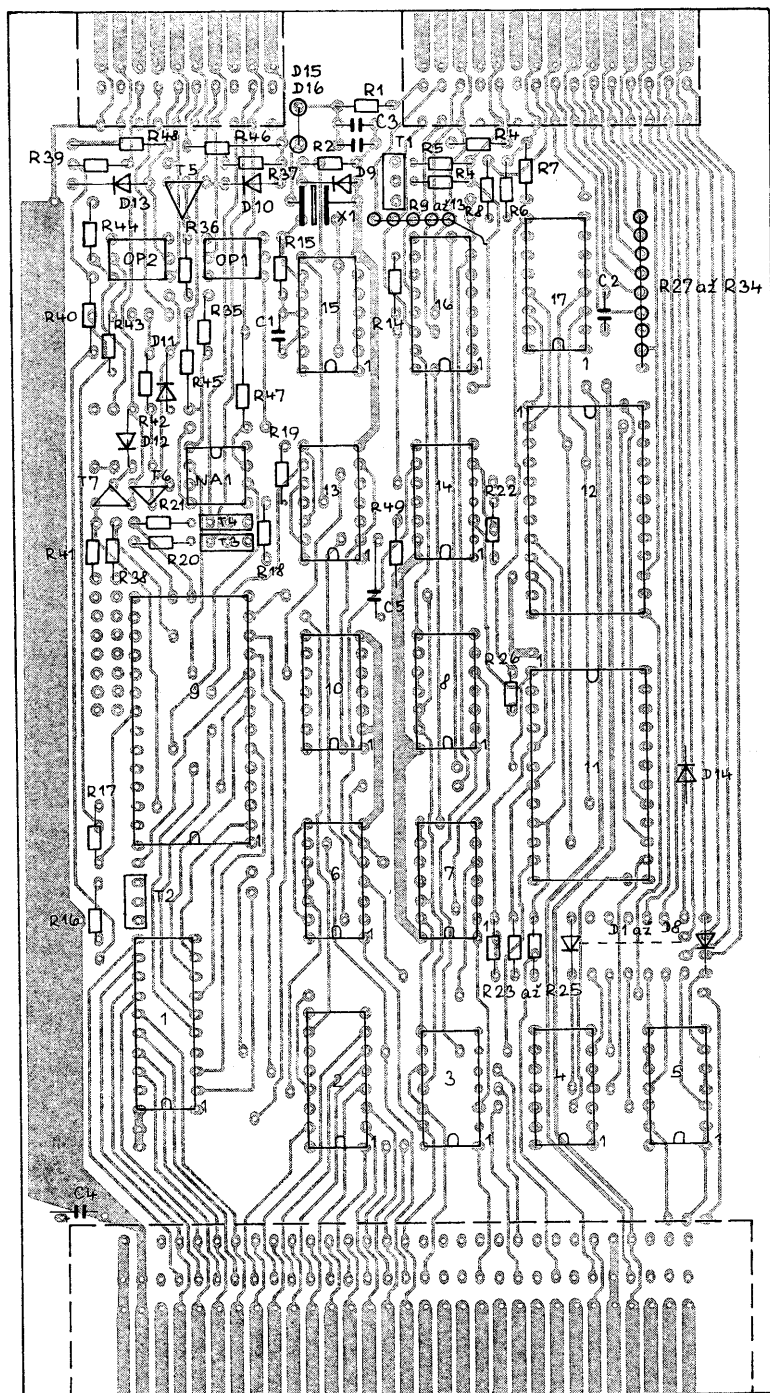 D15
D16
R1
C3
R48
R46
R2
T1
R4
R5
R39
T5
R37
D9
R4
R7
D13
D10
X1
R9 až 13
R8
R6
R44
R36
R15
OP2
OP1
15
16
17
C2
R27 až R34
R40
R43
R35
C1
R14
D11
R45
R47
1
1
1
R42
D12
R19
1
T7
T6
NA1
13
14
R22
12
R21
T4
R49
R41
R38
R20
T3
R18
1
1
C5
9
10
8
R26
1
11
1
1
D14
R17
1
6
7
T2
R16
1
1
D1 až D8
R23 až R25
1
2
3
4
5
1
1
1
1
1
C4